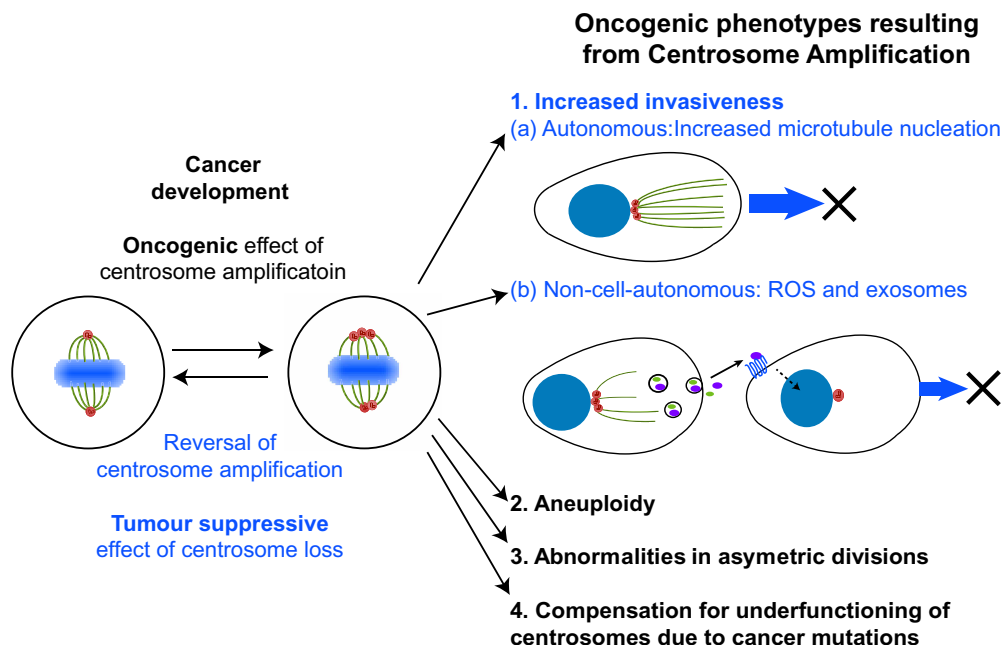 Oncogenic phenotypes resulting
from Centrosome Amplification
1. Increased invasiveness
(a) Autonomous:Increased microtubule nucleation
Cancer
development
Oncogenic effect of
centrosome amplificatoin
(b) Non-cell-autonomous: ROS and exosomes
Reversal of
centrosome amplification
Tumour suppressive
effect of centrosome loss
2. Aneuploidy
3. Abnormalities in asymetric divisions
4. Compensation for underfunctioning of
centrosomes due to cancer mutations